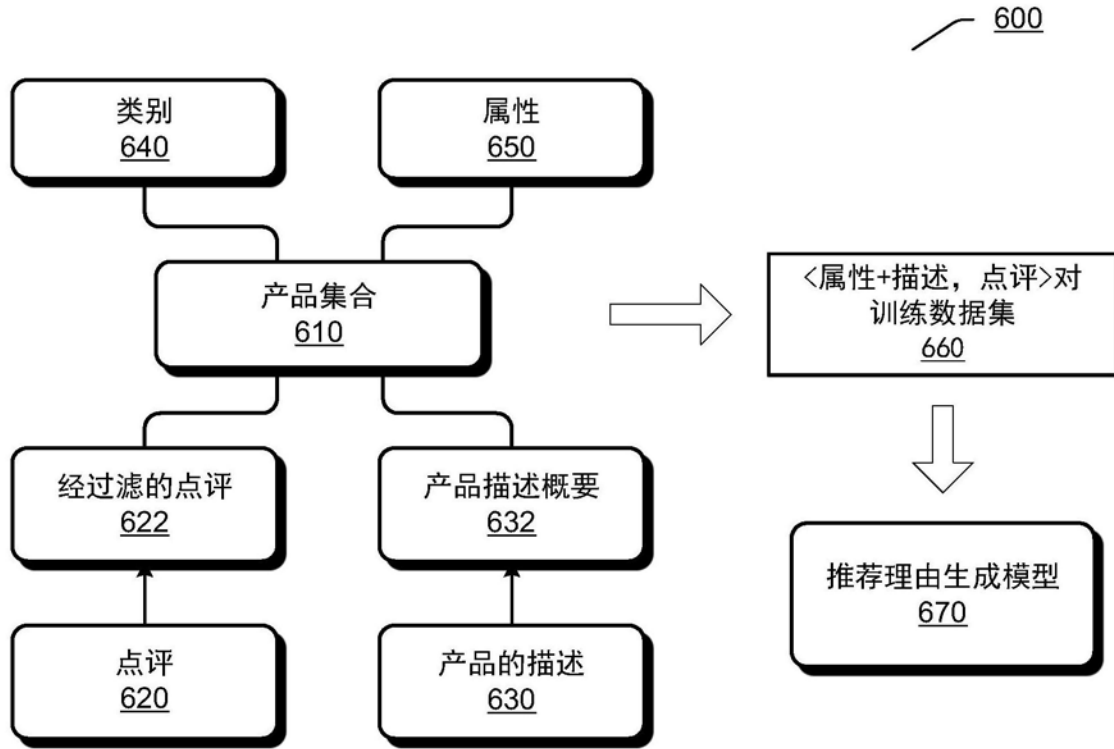 600
类别
640
属性
650
产品集合
610
<属性+描述，点评>对
训练数据集
660
经过滤的点评
622
产品描述概要
632
推荐理由生成模型
670
点评
620
产品的描述
630